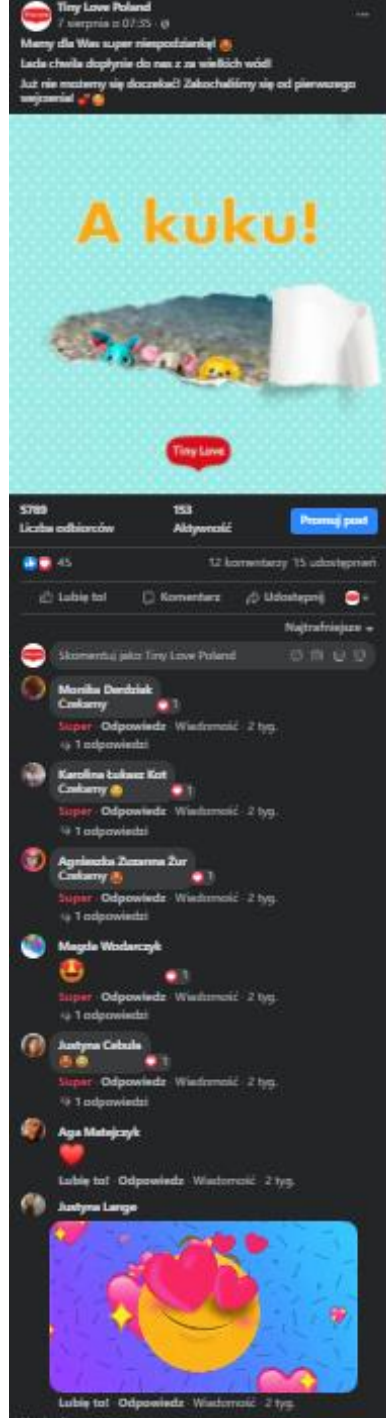 Tiny Love Poland
7 sierpnia o 07:35
Mamy dla Was super niespodziankę!
Lada chwila dopłynie do nas z za wielkich wód!
Już nie możemy się doczekać! Zakochaliśmy się od pierwszego
wejrzenia!
A kuku!
Tiny Love
5789
153
Promuj post
Liczba odbiorców
Aktywność
45
12 komentarzy 15 udostępnień
Lubię to!
Komentarz
Udostępnij
Najtrafniejsze
Skomentuj jako Tiny Love Poland
Monika Derdziak
Czekamy
1
Super · Odpowiedz · Wiadomość · 2 tyg.
1 odpowiedzi
Karolina Łukasz Kot
Czekamy
1
Super · Odpowiedz · Wiadomość · 2 tyg.
1 odpowiedzi
Agnieszka Zuzanna Żur
Czekamy
1
Super · Odpowiedz · Wiadomość · 2 tyg.
1 odpowiedzi
Magda Wodarczyk
1
Super · Odpowiedz · Wiadomość · 2 tyg.
1 odpowiedzi
Justyna Cebula
1
Super · Odpowiedz · Wiadomość · 2 tyg.
1 odpowiedzi
Aga Matejczyk
Lubię to! · Odpowiedz · Wiadomość · 2 tyg.
Justyna Lange
Lubię to! · Odpowiedz · Wiadomość · 2 tyg.